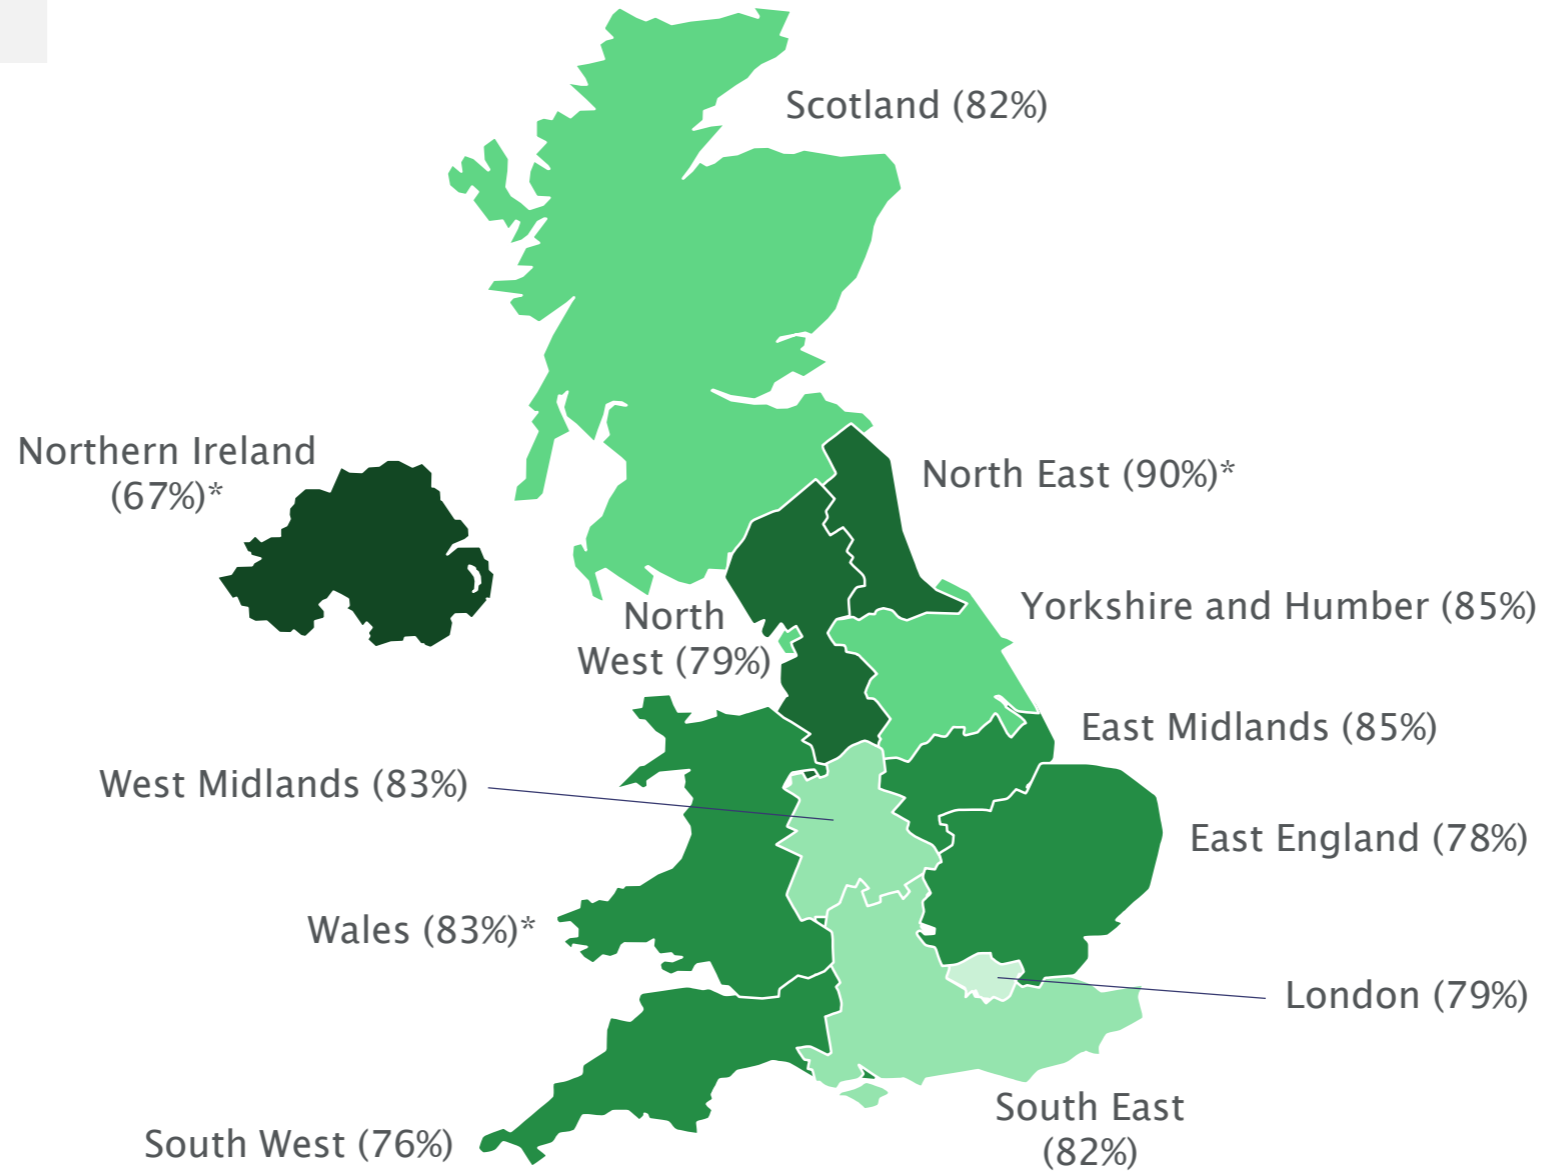 Scotland (82%)
Northern Ireland
(67%)*
North East (90%)*
North
West (79%)
Yorkshire and Humber (85%)
East Midlands (85%)
West Midlands (83%)
East England (78%)
Wales (83%)*
London (79%)
South East
(82%)
South West (76%)